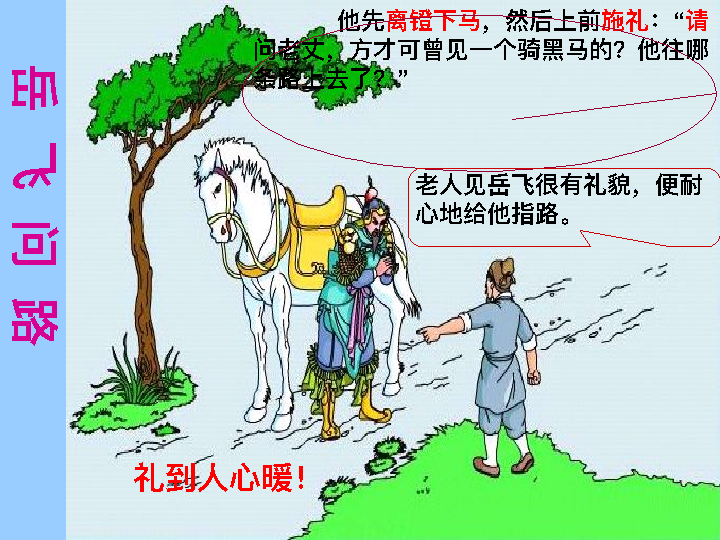 岳飞问路
他先离镫下马，然后上前施礼：“请
问老丈，方才可曾见一个骑黑马的？他往哪
条路上去了？”
老人见岳飞很有礼貌，便耐
心地给他指路。
礼到人心暖！